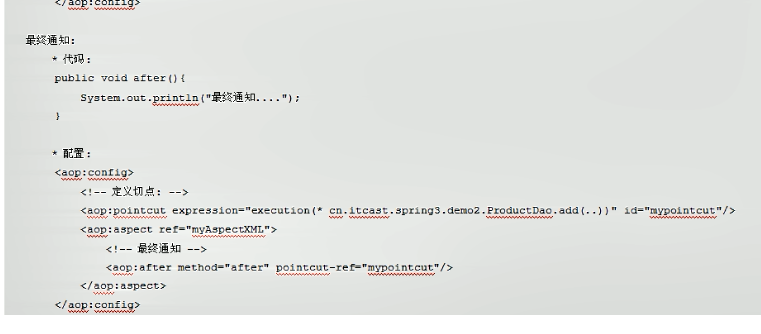 </aop:config>
最终通知:
* 代码:
public void after(){
System.out.println("最终通知....");
}
* 配置:
<aop:config>
<!-- 定义切点: -->
<aop:pointcut expression="execution(* cn.itcast.spring3.demo2.ProductDao.add(..))" id="mypointcut"/>
<aop:aspect ref="myAspectXML">
<!-- 最终通知 -->
<aop:after method="after" pointcut-ref="mypointcut"/>
</aop:aspect>
</aop:config>